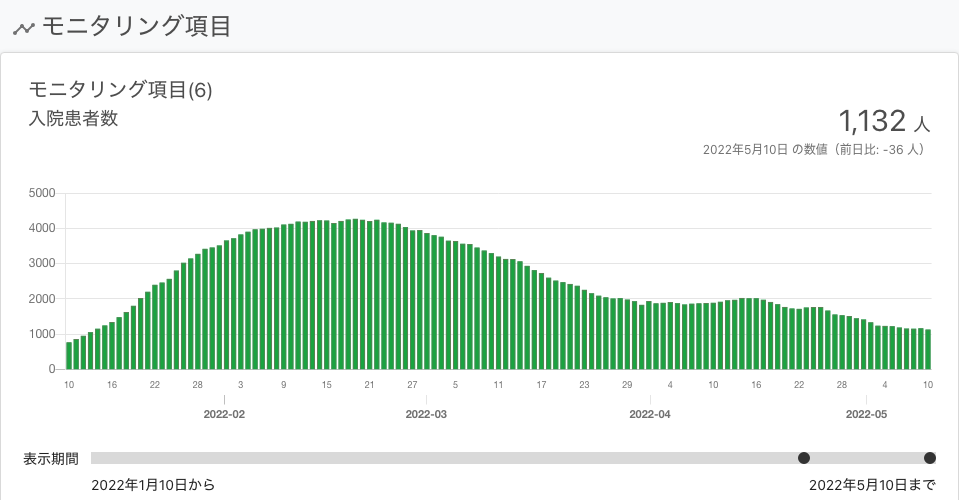 モニタリング項目
モニタリング項目(6)
入院患者数
1,132 人
2022年5月10日 の数値（前日比: -36 人）
5000
4000
3000
2000
1000
0
10 16 22 28 3 9 15 21 27 5 11 17 23 29 4 10 16 22 28 4 10
2022-02 2022-03 2022-04 2022-05
表示期間
2022年1月10日から 2022年5月10日まで